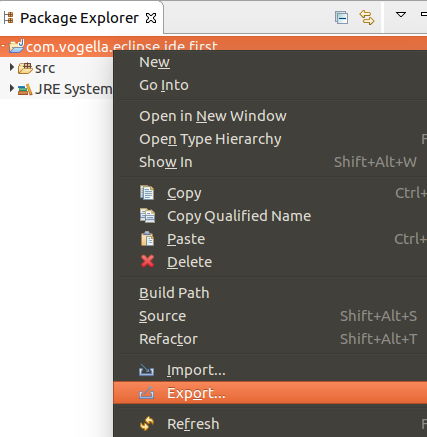 Package Explorer
com.vogella.eclipse.ide.first
src
JRE System
New
Go Into
Open in New Window
Open Type Hierarchy
Show In Shift+Alt+W
Copy Ctrl+
Copy Qualified Name
Paste Ctrl+
Delete
Build Path
Source Shift+Alt+S
Refactor Shift+Alt+T
Import...
Export...
Refresh